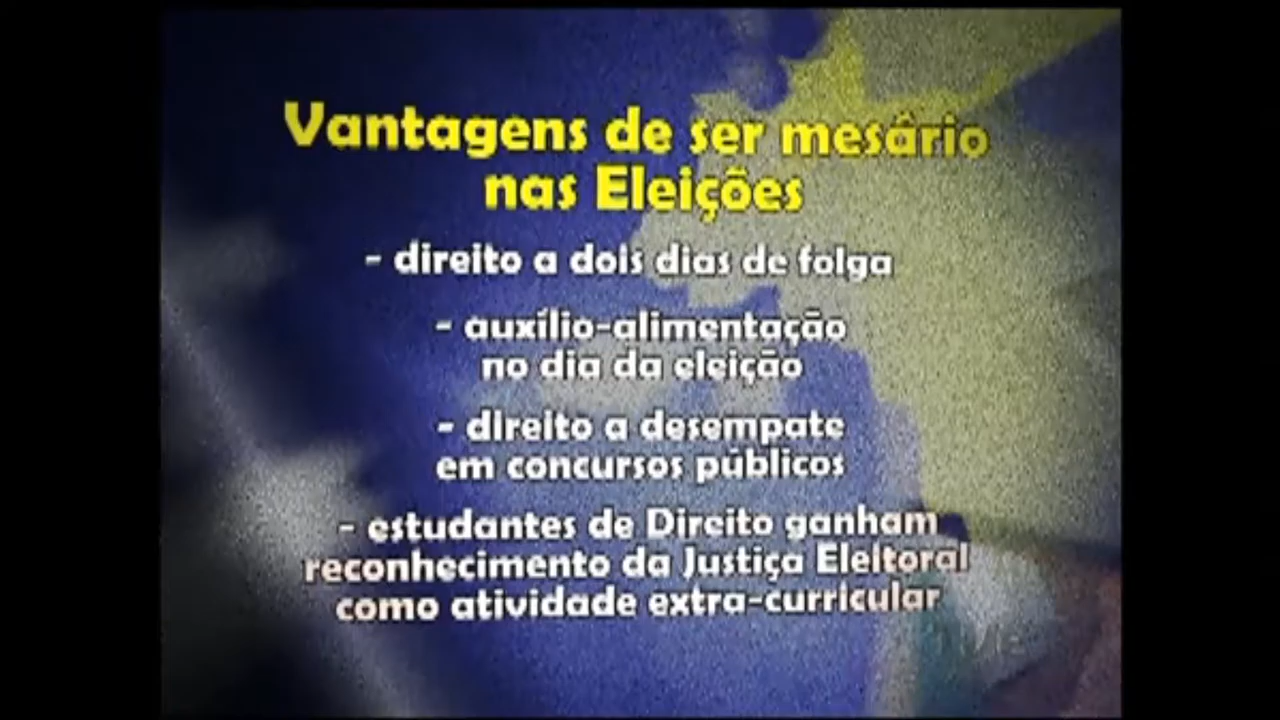 Vantagens de ser mesário
nas Eleições
- direito a dois dias de folga
- auxílio-alimentação
no dia da eleição
- direito a desempate
em concursos públicos
- estudantes de Direito ganham
reconhecimento da Justiça Eleitoral
como atividade extra-curricular